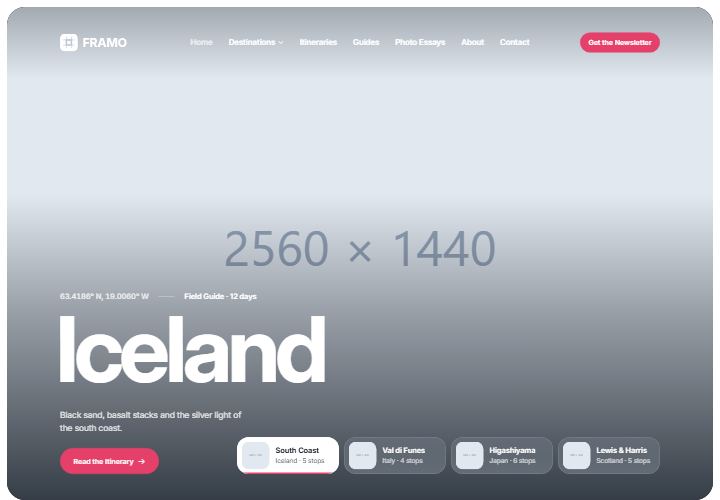 FRAMO
Home Destinations Itineraries Guides Photo Essays About Contact
Get the Newsletter
2560 × 1440
63.4186° N, 19.0060° W Field Guide · 12 days
Iceland
Black sand, basalt stacks and the silver light of
the south coast.
Read the Itinerary →
South Coast
Iceland · 5 stops
Val di Funes
Italy · 4 stops
Higashiyama
Japan · 6 stops
Lewis & Harris
Scotland · 5 stops